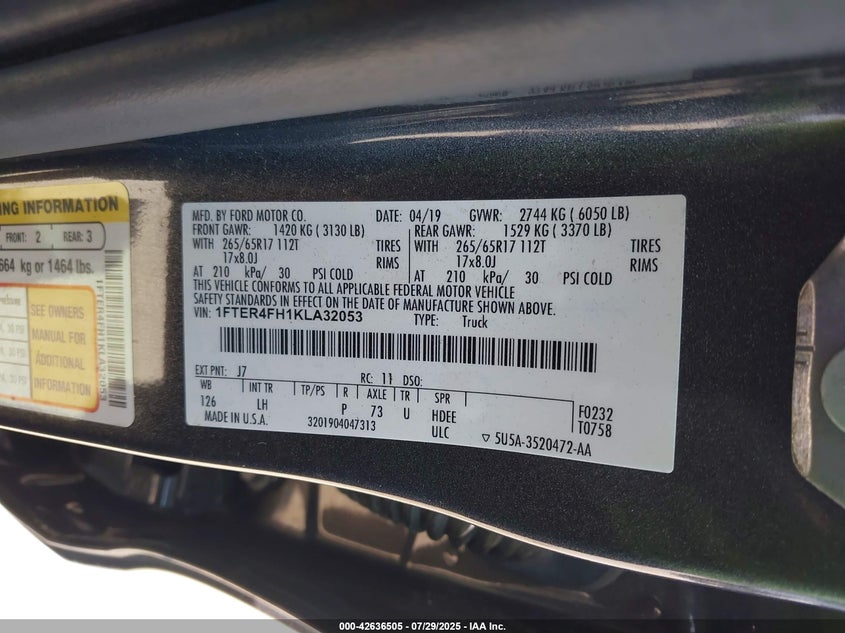 NG INFORMATION
FRONT: 2 REAR: 3
664 kg or 1464 lbs.
SEE OWNERS
MANUAL FOR
ADDITIONAL
INFORMATION
1FTER4FH1KLA32053
MFD. BY FORD MOTOR CO. DATE: 04/19 GVWR: 2744 KG ( 6050 LB)
FRONT GAWR: 1420 KG ( 3130 LB) REAR GAWR: 1529 KG ( 3370 LB)
WITH 265/65R17 112T TIRES WITH 265/65R17 112T TIRES
17x8.0J RIMS 17x8.0J RIMS
AT 210 kPa/ 30 PSI COLD AT 210 kPa/ 30 PSI COLD
THIS VEHICLE CONFORMS TO ALL APPLICABLE FEDERAL MOTOR VEHICLE
SAFETY STANDARDS IN EFFECT ON THE DATE OF MANUFACTURE SHOWN ABOVE.
VIN: 1FTER4FH1KLA32053 TYPE: Truck
EXT PNT: J7 RC: 11 DSO:
WB INT TR TP/PS R AXLE TR SPR
126 LH P 73 U HDEE F0232
MADE IN U.S.A. 3201904047313 ULC T0758
5U5A-3520472-AA
000-42636505 - 07/29/2025 - IAA Inc.